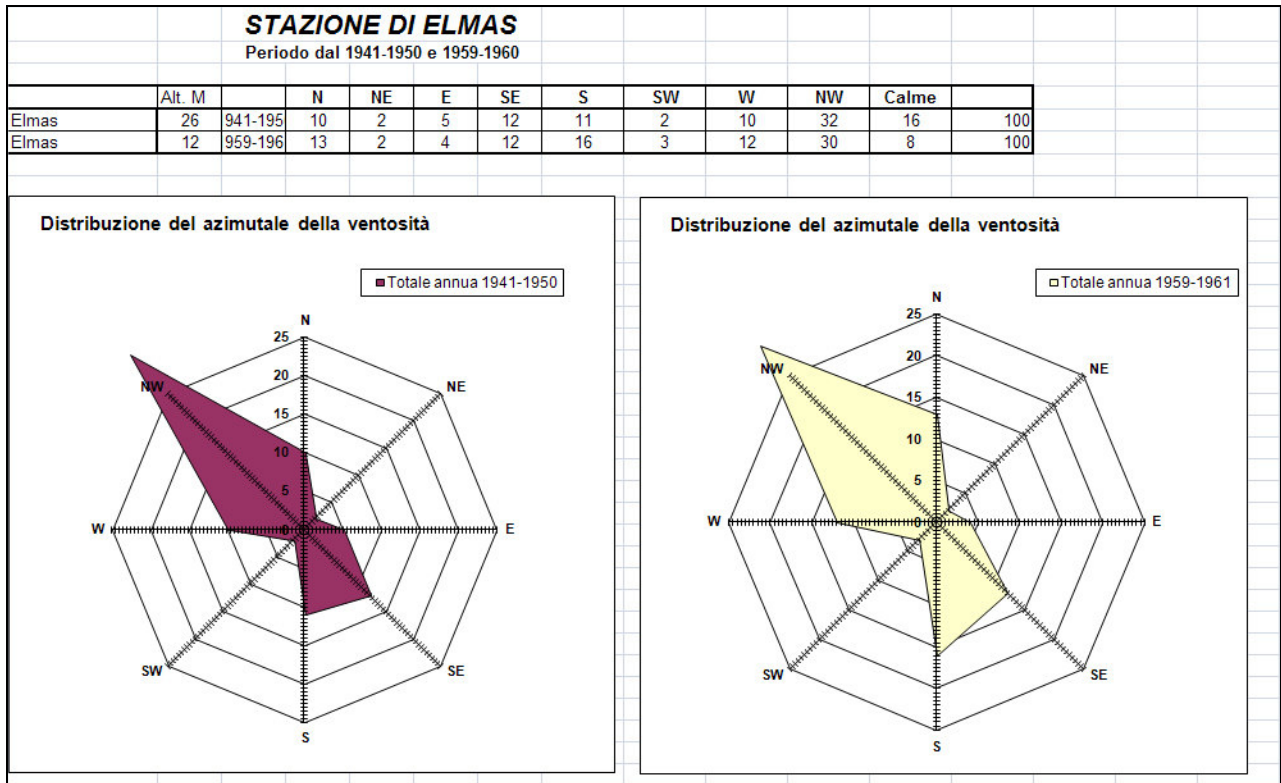 STAZIONE DI ELMAS
Periodo dal 1941-1950 e 1959-1960
Alt. M N NE E SE S SW W NW Calme
Elmas 26 941-195 10 2 5 12 11 2 10 32 16 100
Elmas 12 959-196 13 2 4 12 16 3 12 30 8 100
Distribuzione del azimutale della ventosità
Totale annua 1941-1950
N
25
NE
20
NW
15
10
5
W
0
E
SW
SE
S
Distribuzione del azimutale della ventosità
Totale annua 1959-1961
N
25
NE
20
NW
15
10
5
W
0
E
SW
SE
S